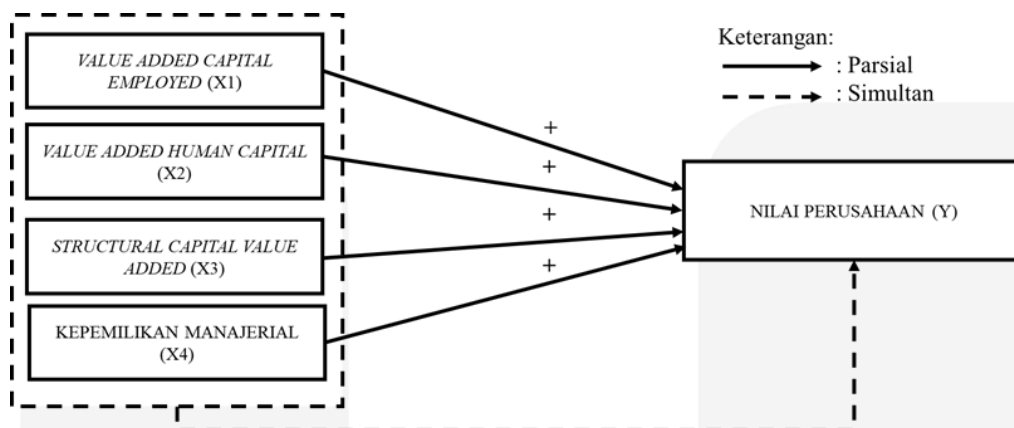 VALUE ADDED CAPITAL
EMPLOYED (X1)
VALUE ADDED HUMAN CAPITAL
(X2)
STRUCTURAL CAPITAL VALUE
ADDED (X3)
KEPEMILIKAN MANAJERIAL
(X4)
+
+
+
+
Keterangan:
: Parsial
: Simultan
NILAI PERUSAHAAN (Y)